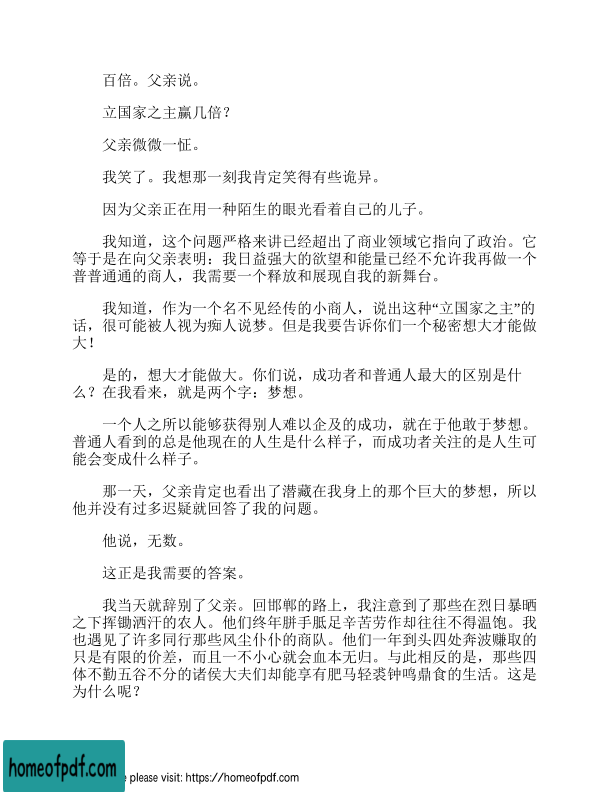 百倍。父亲说。
立国家之主赢几倍？
父亲微微一怔。
我笑了。我想那一刻我肯定笑得有些诡异。
因为父亲正在用一种陌生的眼光看着自己的儿子。
我知道，这个问题严格来讲已经超出了商业领域它指向了政治。它
等于是在向父亲表明：我日益强大的欲望和能量已经不允许我再做一个
普普通通的商人，我需要一个释放和展现自我的新舞台。
我知道，作为一个名不见经传的小商人，说出这种“立国家之主”的
话，很可能被人视为痴人说梦。但是我要告诉你们一个秘密想大才能做
大！
是的，想大才能做大。你们说，成功者和普通人最大的区别是什
么？在我看来，就是两个字：梦想。
一个人之所以能够获得别人难以企及的成功，就在于他敢于梦想。
普通人看到的总是他现在的人生是什么样子，而成功者关注的是人生可
能会变成什么样子。
那一天，父亲肯定也看出了潜藏在我身上的那个巨大的梦想，所以
他并没有过多迟疑就回答了我的问题。
他说，无数。
这正是我需要的答案。
我当天就辞别了父亲。回邯郸的路上，我注意到了那些在烈日暴晒
之下挥锄洒汗的农人。他们终年胼手胝足辛苦劳作却往往不得温饱。我
也遇见了许多同行那些风尘仆仆的商队。他们一年到头四处奔波赚取的
只是有限的价差，而且一不小心就会血本无归。与此相反的是，那些四
体不勤五谷不分的诸侯大夫们却能享有肥马轻裘钟鸣鼎食的生活。这是
为什么呢？
homeofpdf.com
e please visit: https://homeofpdf.com